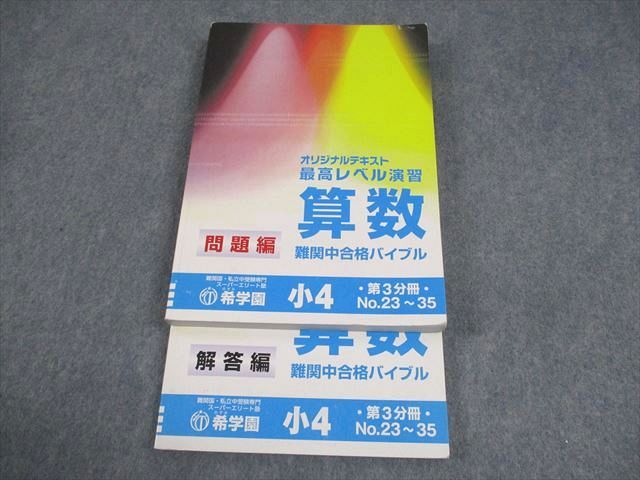 オリジナルテキスト
最高レベル演習
算数
問題編
難関中合格バイブル
難関国・私立中受験専門
スーパーエリート塾
希学園
小4
・第3分冊・
No.23～35
算数
解答編
難関中合格バイブル
難関国・私立中受験専門
スーパーエリート塾
希学園
小4
・第3分冊・
No.23～35